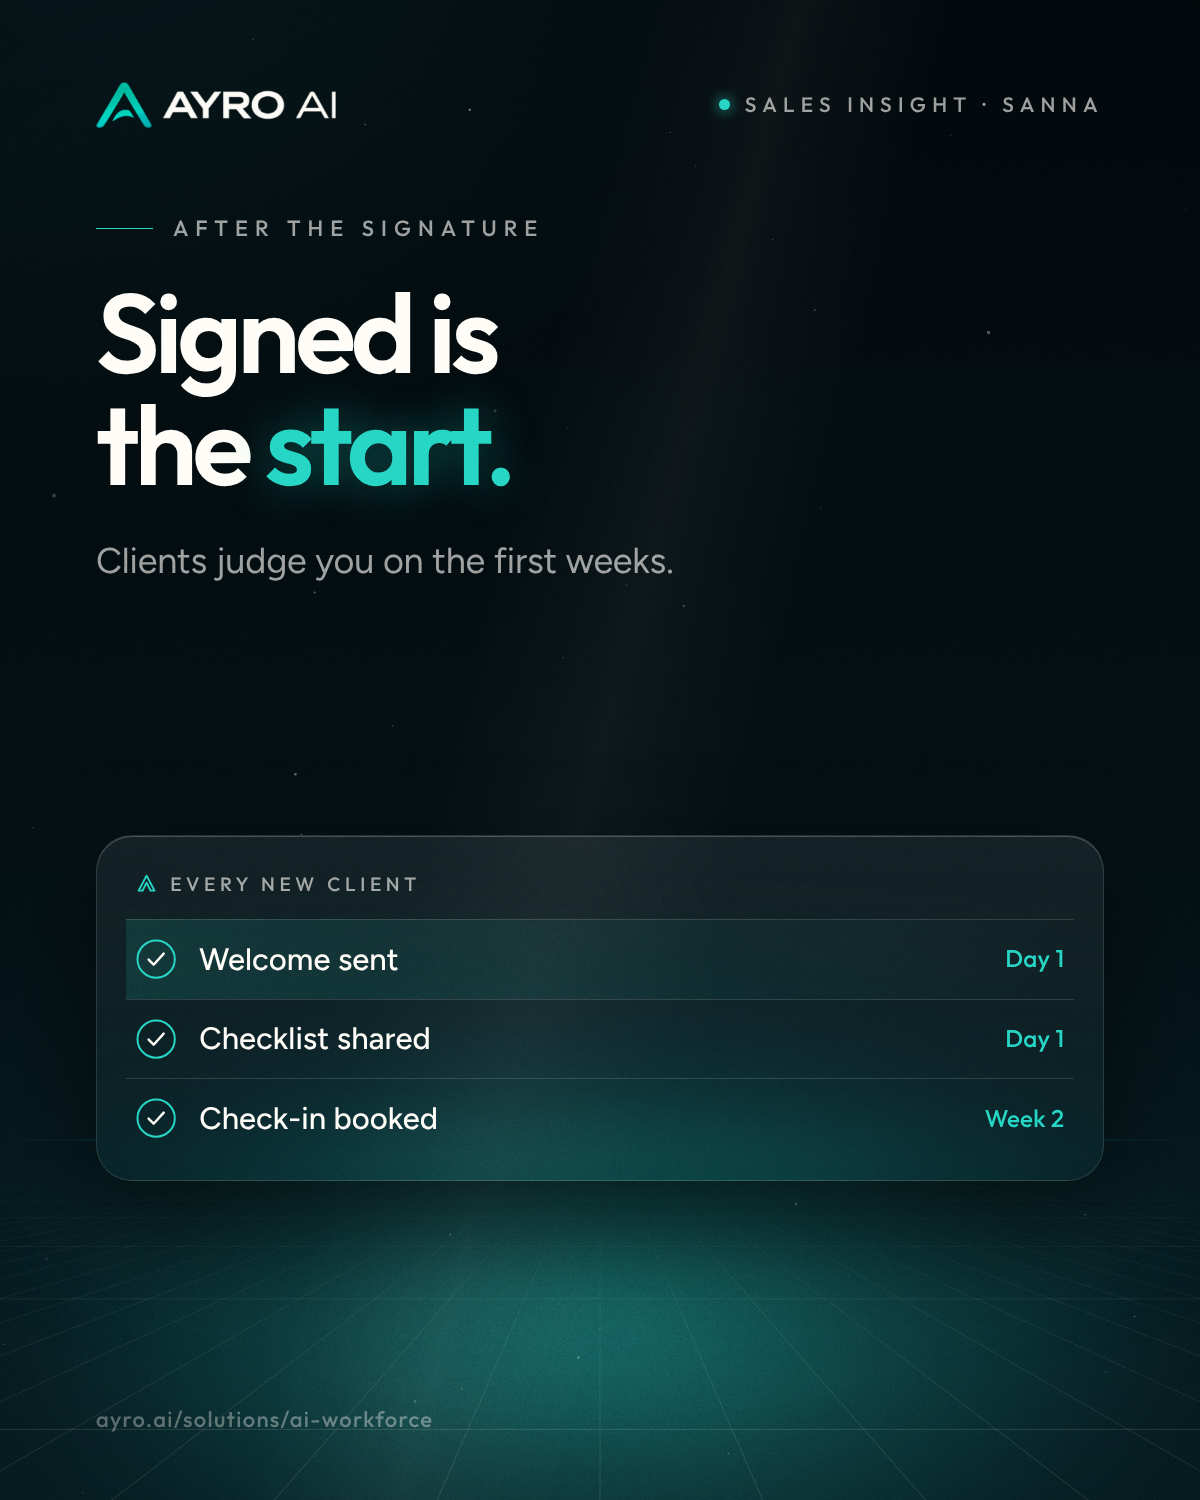 AYRO AI
SALES INSIGHT · SANNA
AFTER THE SIGNATURE
Signed is
the start.
Clients judge you on the first weeks.
EVERY NEW CLIENT
Welcome sent Day 1
Checklist shared Day 1
Check-in booked Week 2
ayro.ai/solutions/ai-workforce